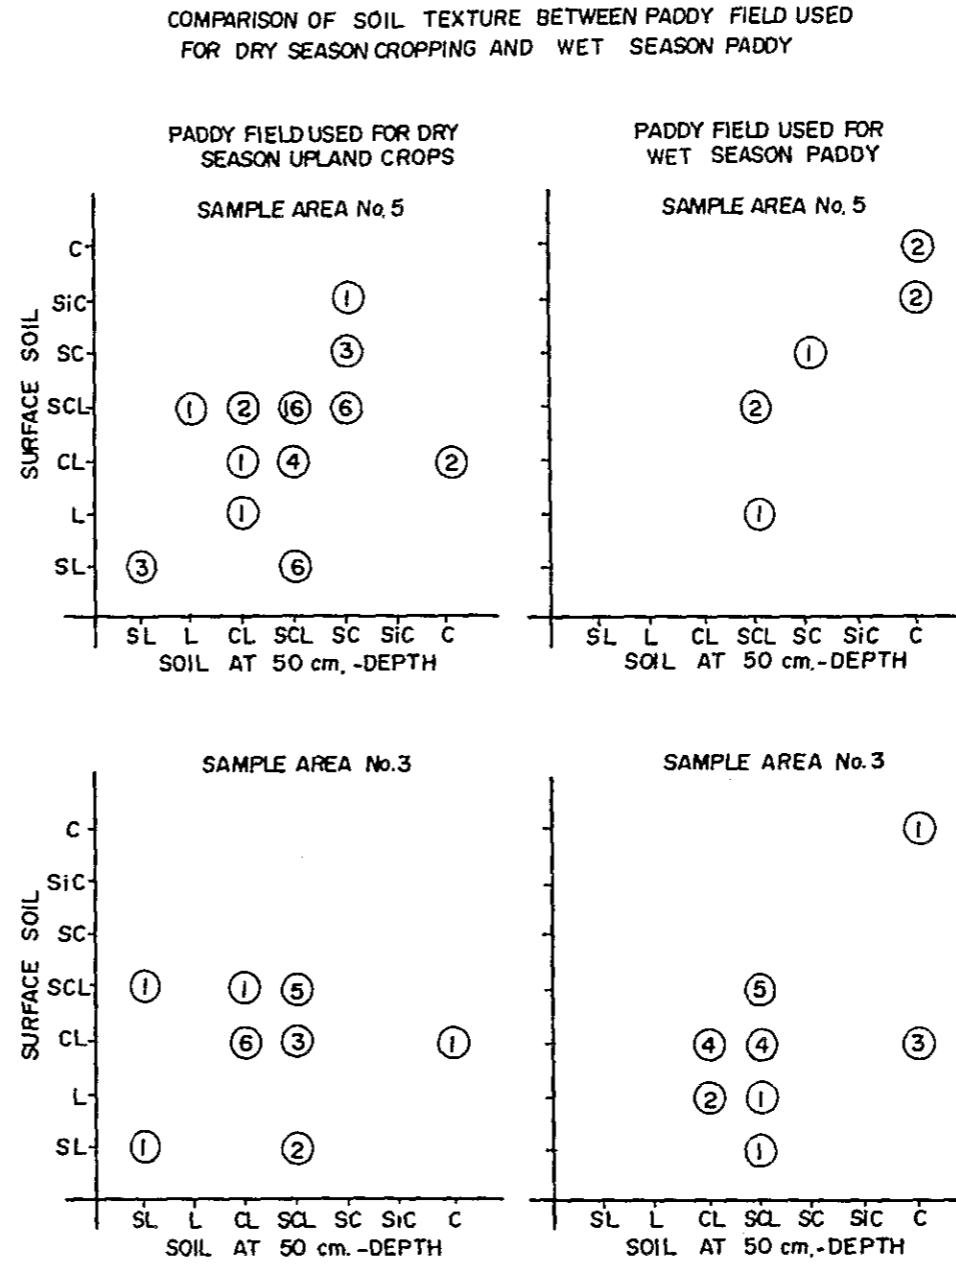 COMPARISON OF SOIL TEXTURE BETWEEN PADDY FIELD USED
FOR DRY SEASON CROPPING AND WET SEASON PADDY
PADDY FIELD USED FOR DRY
SEASON UPLAND CROPS
SAMPLE AREA No. 5
SURFACE SOIL
C
SiC 1
SC 3
SCL 1 2 16 6
CL 1 4 2
L 1
SL 3 6
SL L CL SCL SC SiC C
SOIL AT 50 cm. -DEPTH
PADDY FIELD USED FOR
WET SEASON PADDY
SAMPLE AREA No. 5
2
2
1
2
1
SL L CL SCL SC SiC C
SOIL AT 50 cm.-DEPTH
SAMPLE AREA No.3
SURFACE SOIL
C
SiC
SC
SCL 1 1 5
CL 6 3 1
L
SL 1 2
SL L CL SCL SC SiC C
SOIL AT 50 cm. -DEPTH
SAMPLE AREA No.3
1
5
4 4 3
2 1
1
SL L CL SCL SC SiC C
SOIL AT 50 cm.-DEPTH